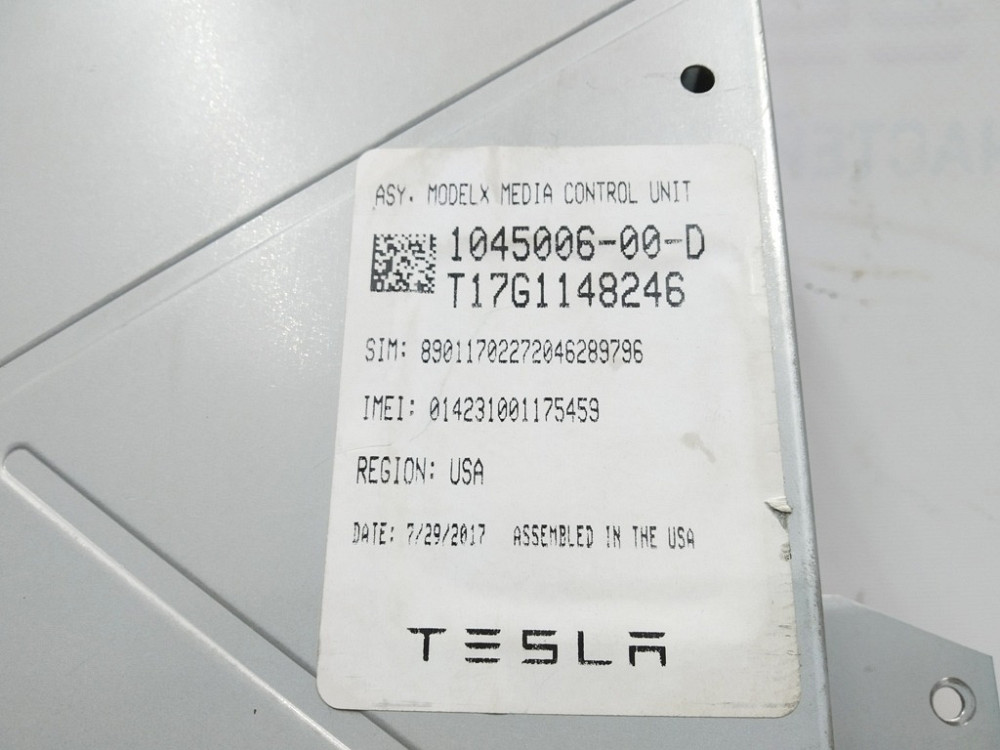 ASY. MODELX MEDIA CONTROL UNIT
1045006-00-D
T17G1148246
SIM: 89011702272046289796
IMEI: 014231001175459
REGION: USA
DATE: 7/29/2017 ASSEMBLED IN THE USA
TESLA